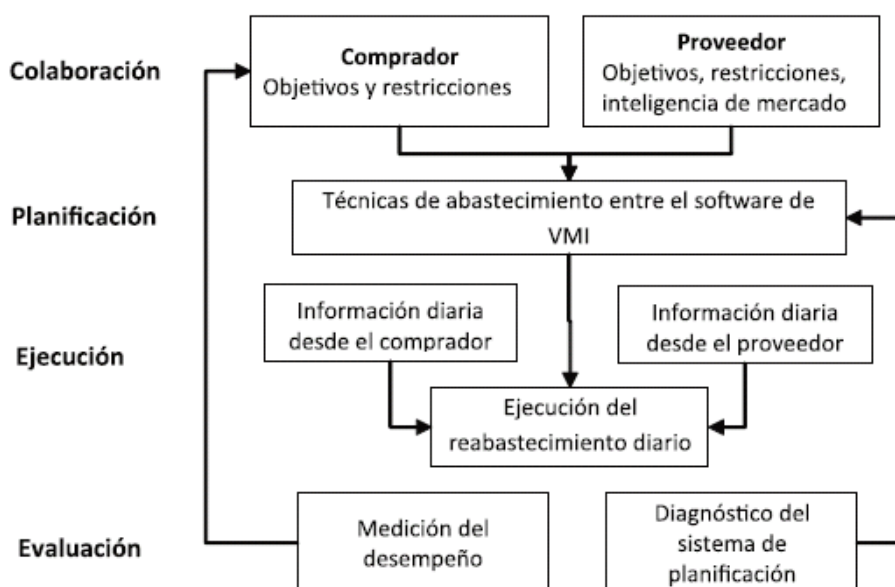 Colaboración
Comprador
Objetivos y restricciones
Proveedor
Objetivos, restricciones,
inteligencia de mercado
Planificación
Técnicas de abastecimiento entre el software de
VMI
Ejecución
Información diaria
desde el comprador
Información diaria
desde el proveedor
Ejecución del
reabastecimiento diario
Evaluación
Medición del
desempeño
Diagnóstico del
sistema de
planificación